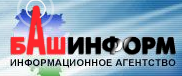 БАШИНФОРМ
ИНФОРМАЦИОННОЕ АГЕНТСТВО